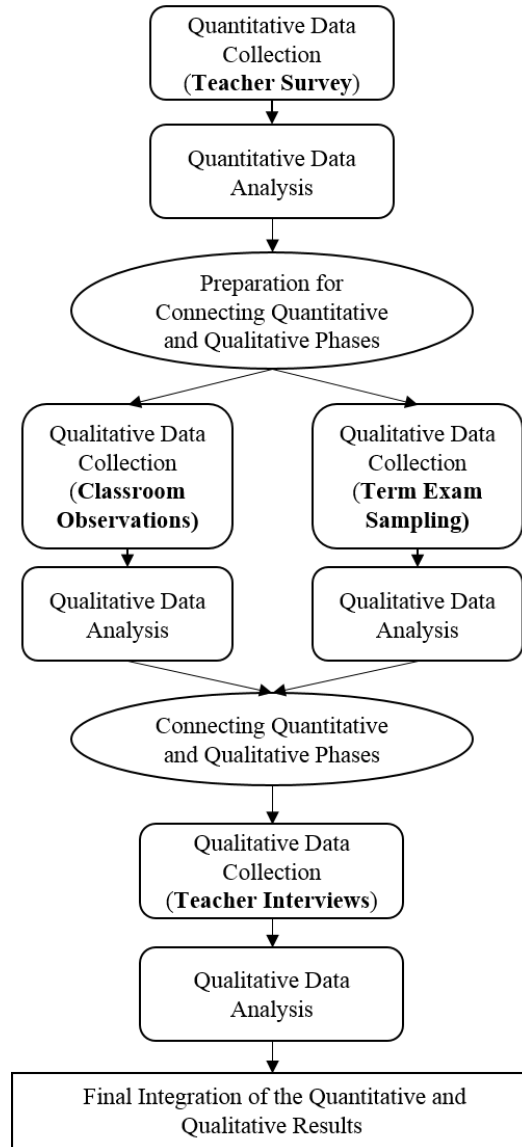 Quantitative Data
Collection
(Teacher Survey)
Quantitative Data
Analysis
Preparation for
Connecting Quantitative
and Qualitative Phases
Qualitative Data
Collection
(Classroom
Observations)
Qualitative Data
Collection
(Term Exam
Sampling)
Qualitative Data
Analysis
Qualitative Data
Analysis
Connecting Quantitative
and Qualitative Phases
Qualitative Data
Collection
(Teacher Interviews)
Qualitative Data
Analysis
Final Integration of the Quantitative and
Qualitative Results